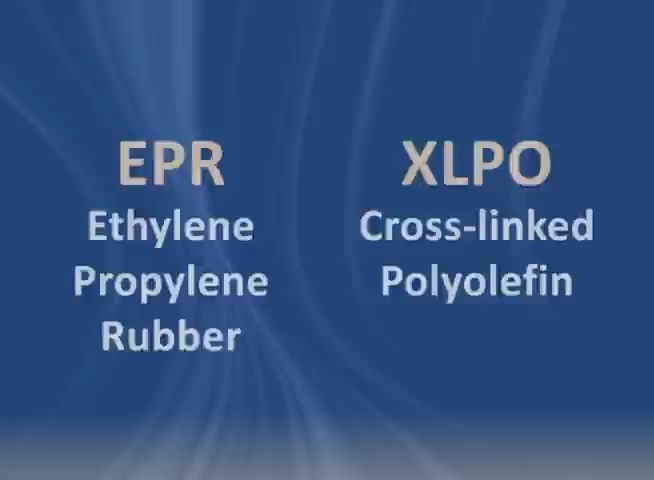 EPR
Ethylene
Propylene
Rubber
XLPO
Cross-linked
Polyolefin